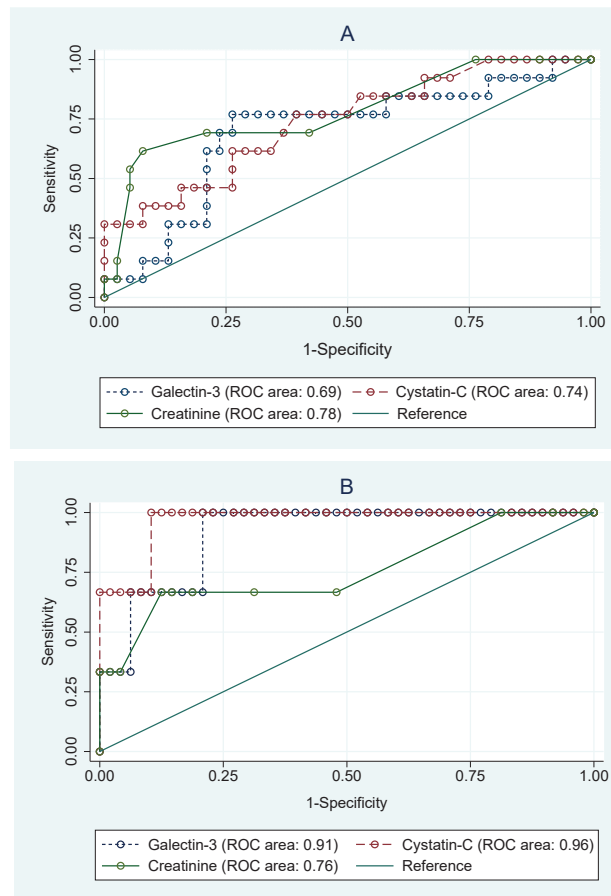 A
1.00
0.75
0.50
0.25
0.00
Sensitivity
0.00 0.25 0.50 0.75 1.00
1-Specificity
Galectin-3 (ROC area: 0.69) Cystatin-C (ROC area: 0.74)
Creatinine (ROC area: 0.78) Reference
B
1.00
0.75
0.50
0.25
0.00
Sensitivity
0.00 0.25 0.50 0.75 1.00
1-Specificity
Galectin-3 (ROC area: 0.91) Cystatin-C (ROC area: 0.96)
Creatinine (ROC area: 0.76) Reference